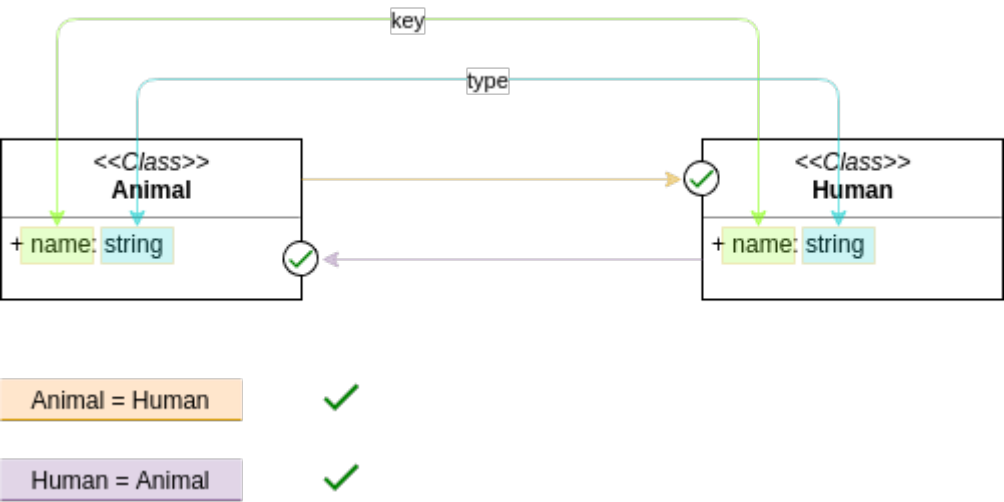 key
type
<<Class>>
Animal
+ name: string
<<Class>>
Human
+ name: string
Animal = Human
Human = Animal